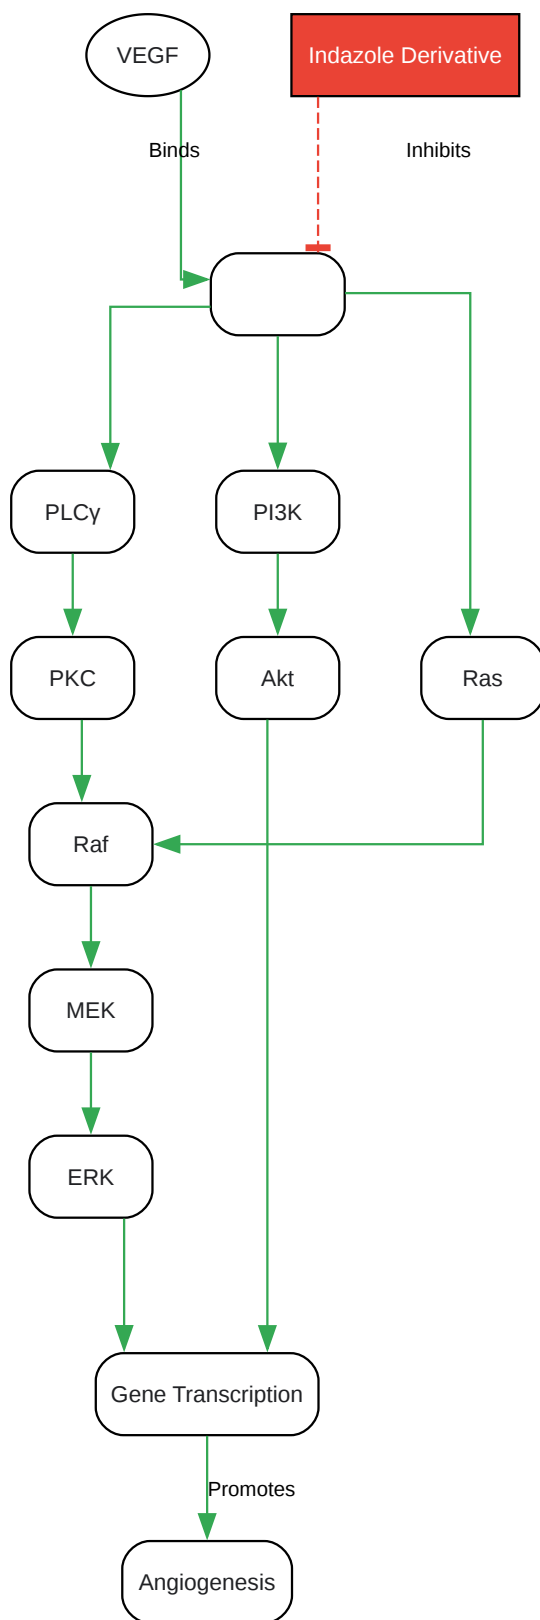 VEGF
Indazole Derivative
Binds
Inhibits
PLCγ
PI3K
PKC
Akt
Ras
Raf
MEK
ERK
Gene Transcription
Promotes
Angiogenesis